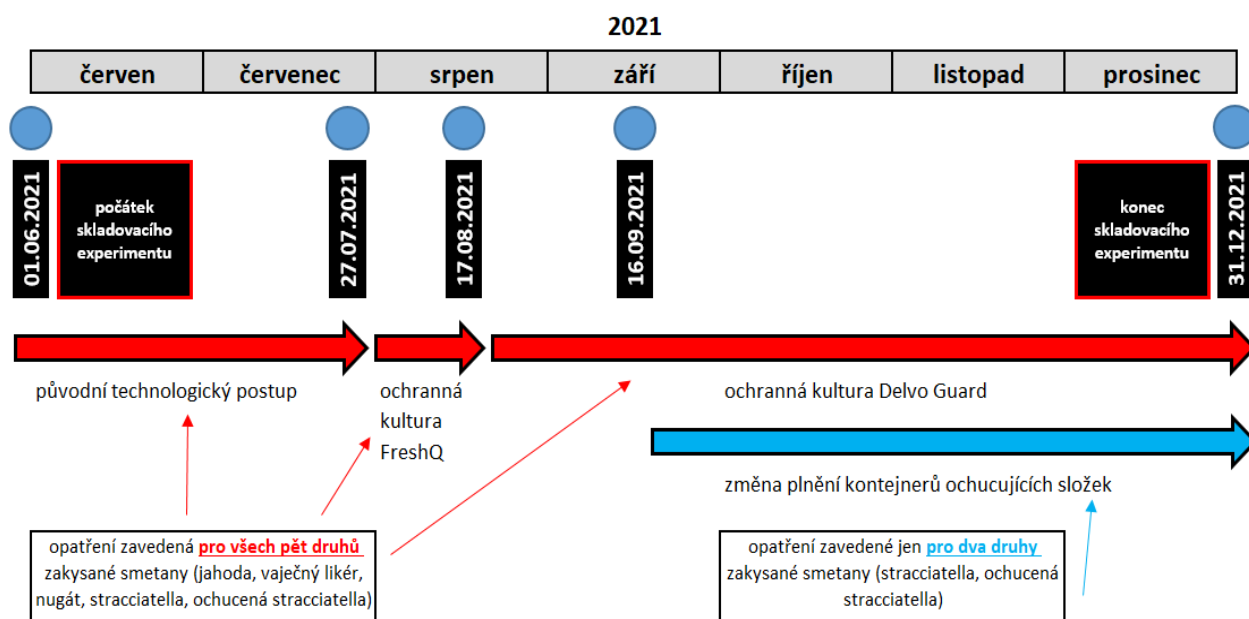 2021
červen
červenec
srpen
září
říjen
listopad
prosinec
01.06.2021
počátek
skladovacího
experimentu
27.07.2021
17.08.2021
16.09.2021
konec
skladovacího
experimentu
31.12.2021
původní technologický postup
ochranná
kultura
FreshQ
ochranná kultura Delvo Guard
změna plnění kontejnerů ochucujících složek
opatření zavedená pro všech pět druhů
zakysané smetany (jahoda, vaječný likér,
nugát, stracciatella, ochucená stracciatella)
opatření zavedené jen pro dva druhy
zakysané smetany (stracciatella, ochucená
stracciatella)